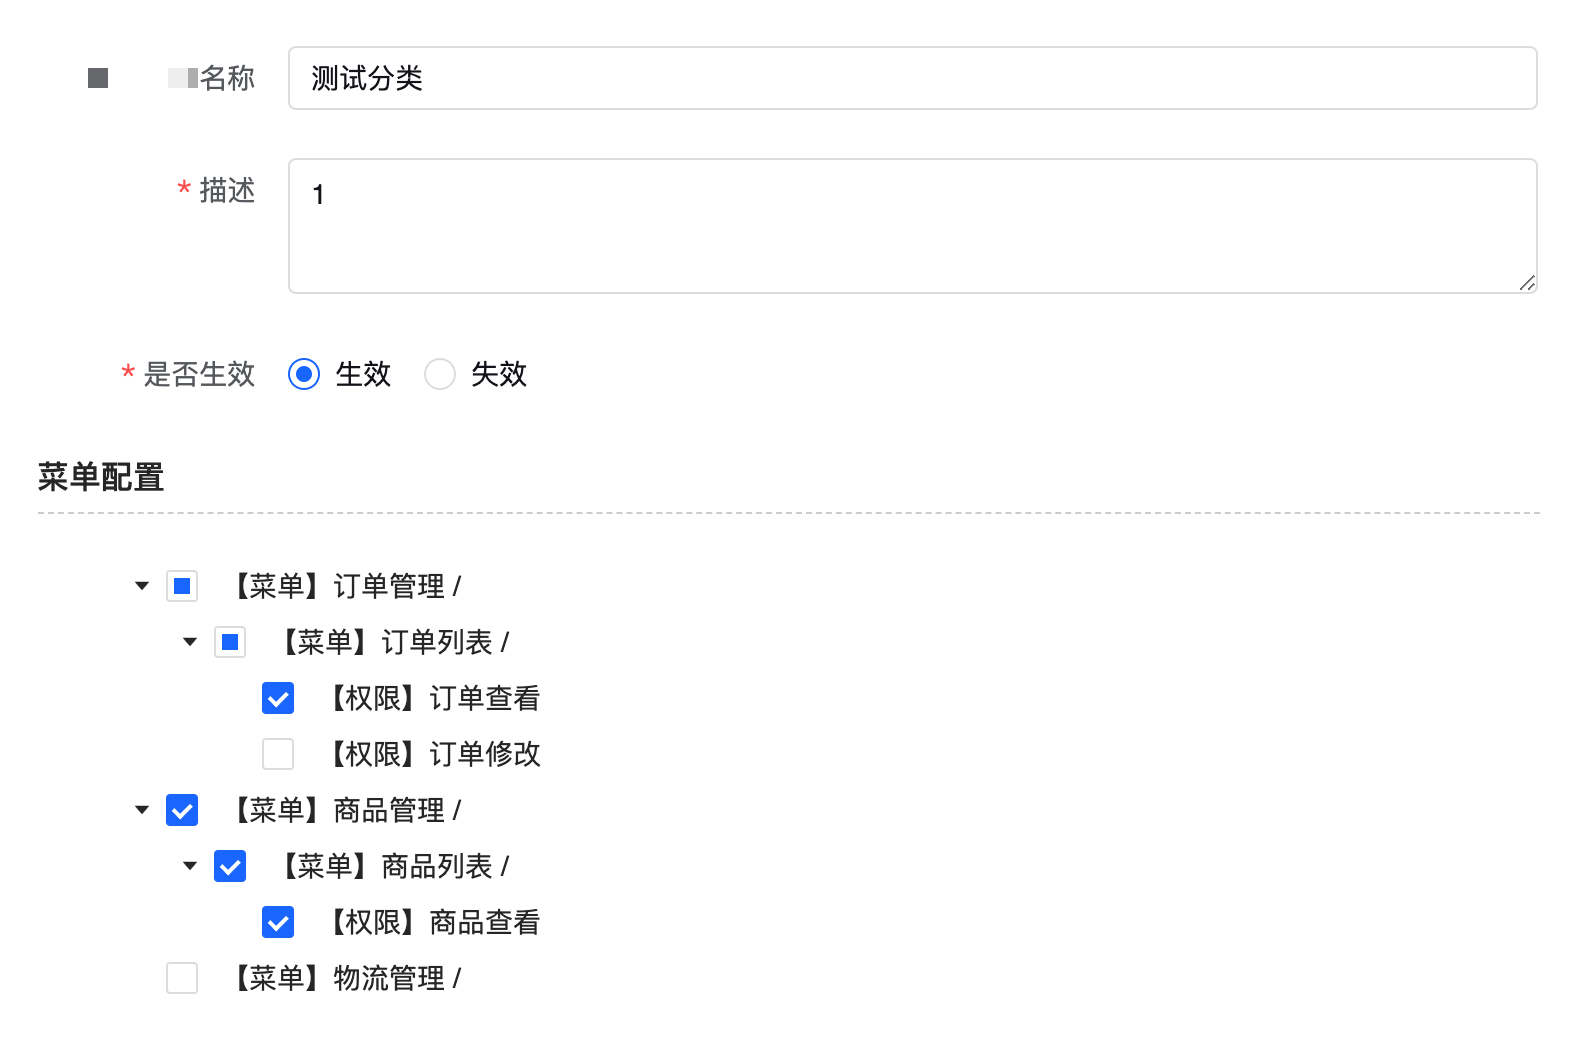 名称 测试分类
* 描述 1
* 是否生效 生效 失效
菜单配置
【菜单】订单管理 /
【菜单】订单列表 /
【权限】订单查看
【权限】订单修改
【菜单】商品管理 /
【菜单】商品列表 /
【权限】商品查看
【菜单】物流管理 /